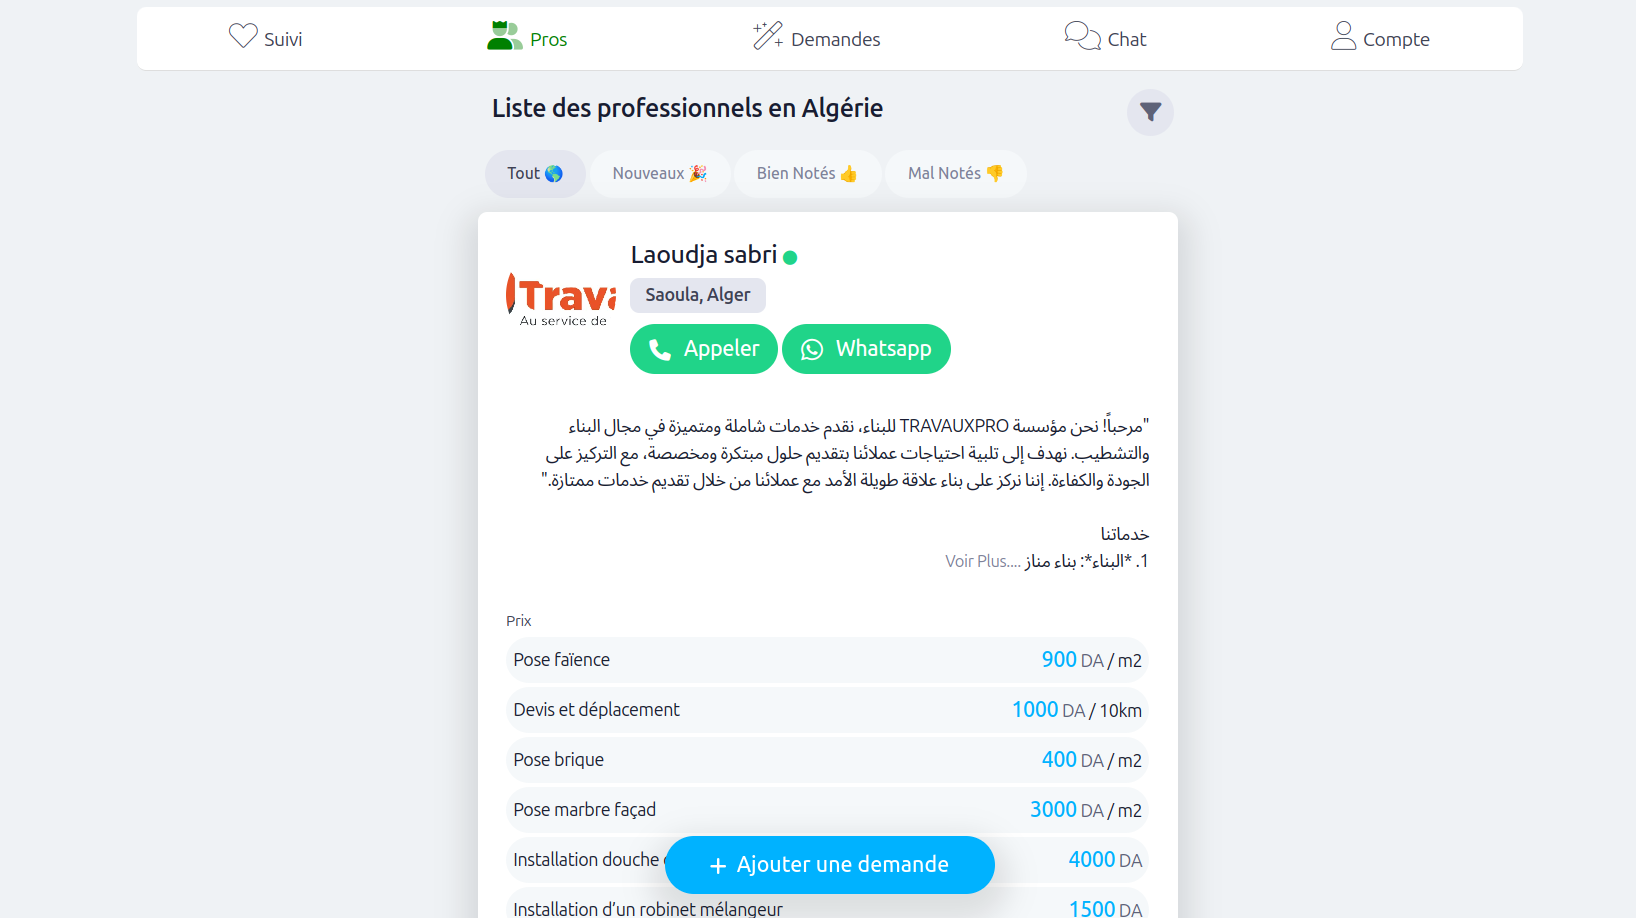 Suivi
Pros
Demandes
Chat
Compte
Liste des professionnels en Algérie
Tout 🌎
Nouveaux 🎉
Bien Notés 👍
Mal Notés 👎
Trava
Au service de
Laoudja sabri
Saoula, Alger
Appeler
Whatsapp
"مرحباً! نحن مؤسسة TRAVAUXPRO للبناء، نقدم خدمات شاملة ومتميزة في مجال البناء
والتشطيب. نهدف إلى تلبية احتياجات عملائنا بتقديم حلول مبتكرة ومخصصة، مع التركيز على
الجودة والكفاءة. إننا نركز على بناء علاقة طويلة الأمد مع عملائنا من خلال تقديم خدمات ممتازة."
خدماتنا
1. *البناء*: بناء مناز Voir Plus....
Prix
Pose faïence 900 DA / m2
Devis et déplacement 1000 DA / 10km
Pose brique 400 DA / m2
Pose marbre façad 3000 DA / m2
Installation douche 4000 DA
+ Ajouter une demande
Installation d’un robinet mélangeur 1500 DA